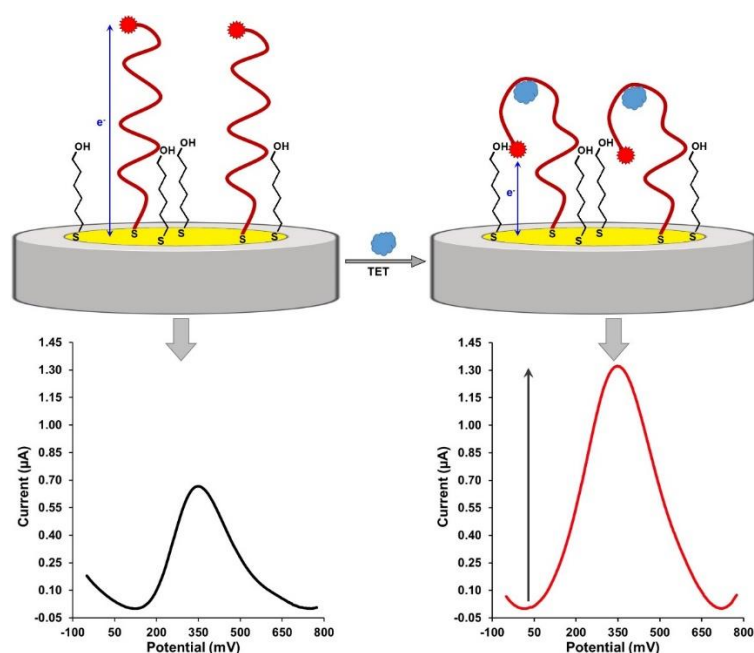 e-
OH
OH
OH
OH
S
S
S
S
S
S
TET
e-
OH
OH
OH
OH
S
S
S
S
S
S
1.45
1.30
1.15
1.00
0.85
0.70
0.55
0.40
0.25
0.10
-0.05
Current (µA)
-100 50 200 350 500 650 800
Potential (mV)
1.45
1.30
1.15
1.00
0.85
0.70
0.55
0.40
0.25
0.10
-0.05
Current (µA)
-100 50 200 350 500 650 800
Potential (mV)